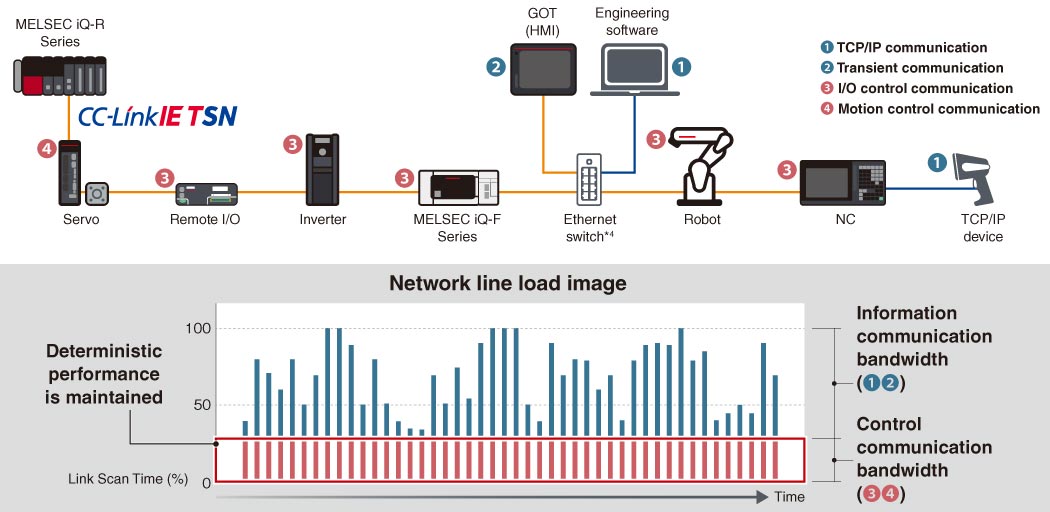 MELSEC iQ-R
Series
CC-Línk IE TSN
GOT
(HMI)
Engineering
software
2
1
1 TCP/IP communication
2 Transient communication
3 I/O control communication
4 Motion control communication
4
3
3
3
3
3
1
Servo
Remote I/O
Inverter
MELSEC iQ-F
Series
Ethernet
switch*4
Robot
NC
TCP/IP
device
Network line load image
100
50
0
Deterministic
performance
is maintained
Link Scan Time (%)
Time
Information
communication
bandwidth
(1 2)
Control
communication
bandwidth
(3 4)